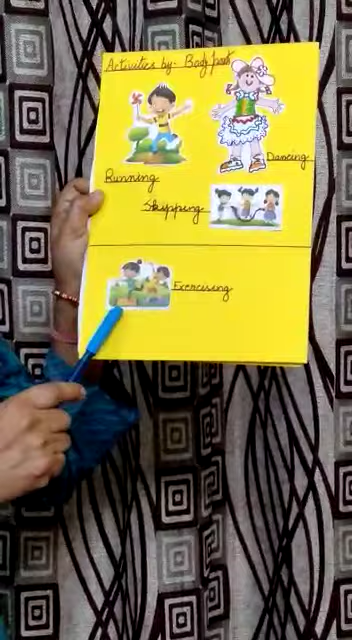 Activities by:- Body part
Dancing
Running
Skipping
Exercising